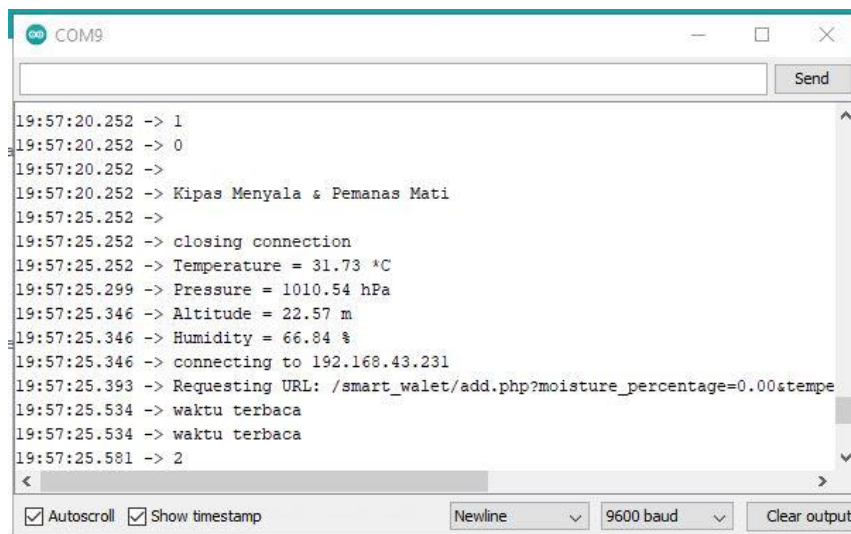 COM9
Send
19:57:20.252 -> 1
19:57:20.252 -> 0
19:57:20.252 ->
19:57:20.252 -> Kipas Menyala & Pemanas Mati
19:57:25.252 ->
19:57:25.252 -> closing connection
19:57:25.252 -> Temperature = 31.73 *C
19:57:25.299 -> Pressure = 1010.54 hPa
19:57:25.346 -> Altitude = 22.57 m
19:57:25.346 -> Humidity = 66.84 %
19:57:25.346 -> connecting to 192.168.43.231
19:57:25.393 -> Requesting URL: /smart_walet/add.php?moisture_percentage=0.00&tempe
19:57:25.534 -> waktu terbaca
19:57:25.534 -> waktu terbaca
19:57:25.581 -> 2
Autoscroll Show timestamp Newline 9600 baud Clear output